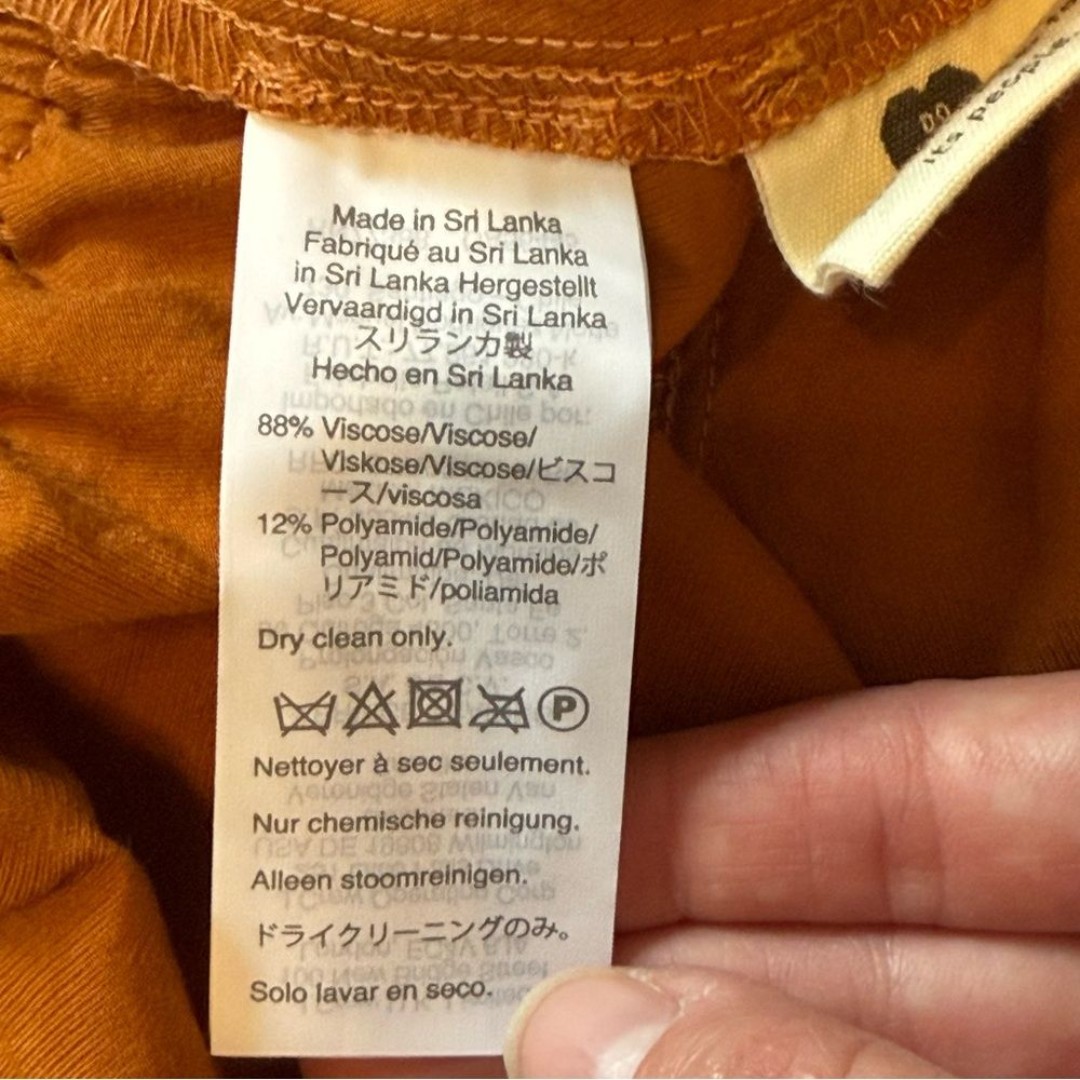 Made in Sri Lanka
Fabriqué au Sri Lanka
in Sri Lanka Hergestellt
Vervaardigd in Sri Lanka
スリランカ製
Hecho en Sri Lanka
88% Viscose/Viscose/
Viskose/Viscose/ビスコ
ース/viscosa
12% Polyamide/Polyamide/
Polyamid/Polyamide/ポ
リアミド/poliamida
Dry clean only.
P
Nettoyer à sec seulement.
Nur chemische reinigung.
Alleen stoomreinigen.
ドライクリーニングのみ。
Solo lavar en seco.
DO
its people